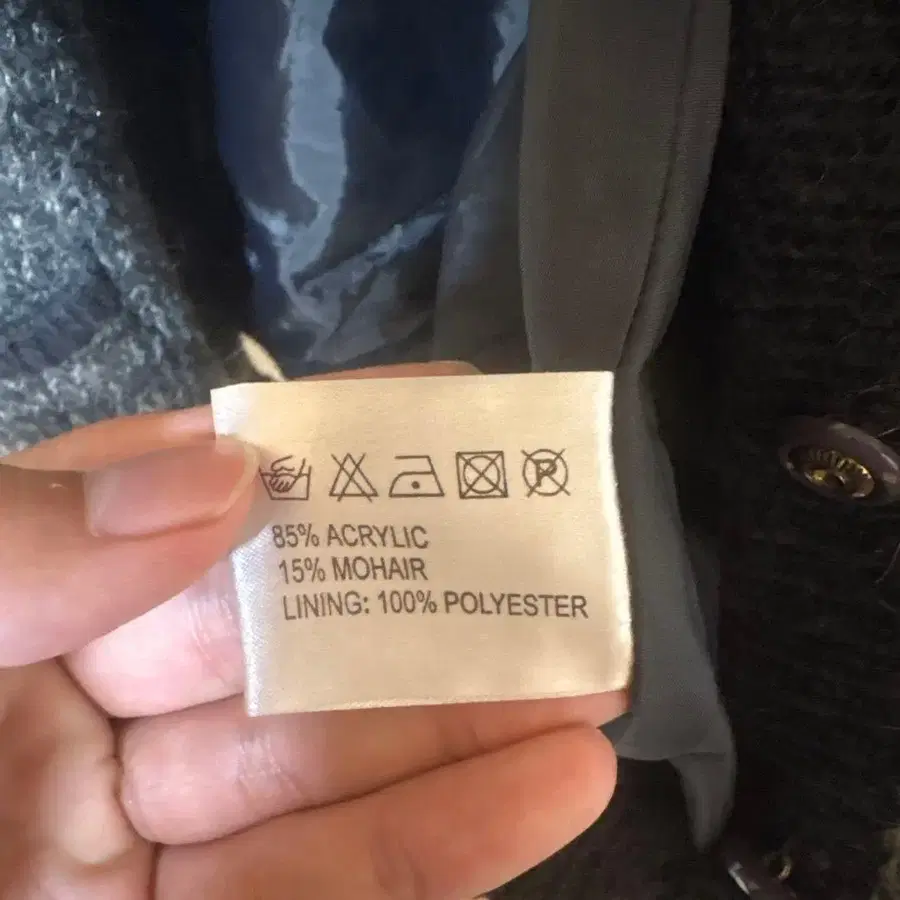 P
85% ACRYLIC
15% MOHAIR
LINING: 100% POLYESTER